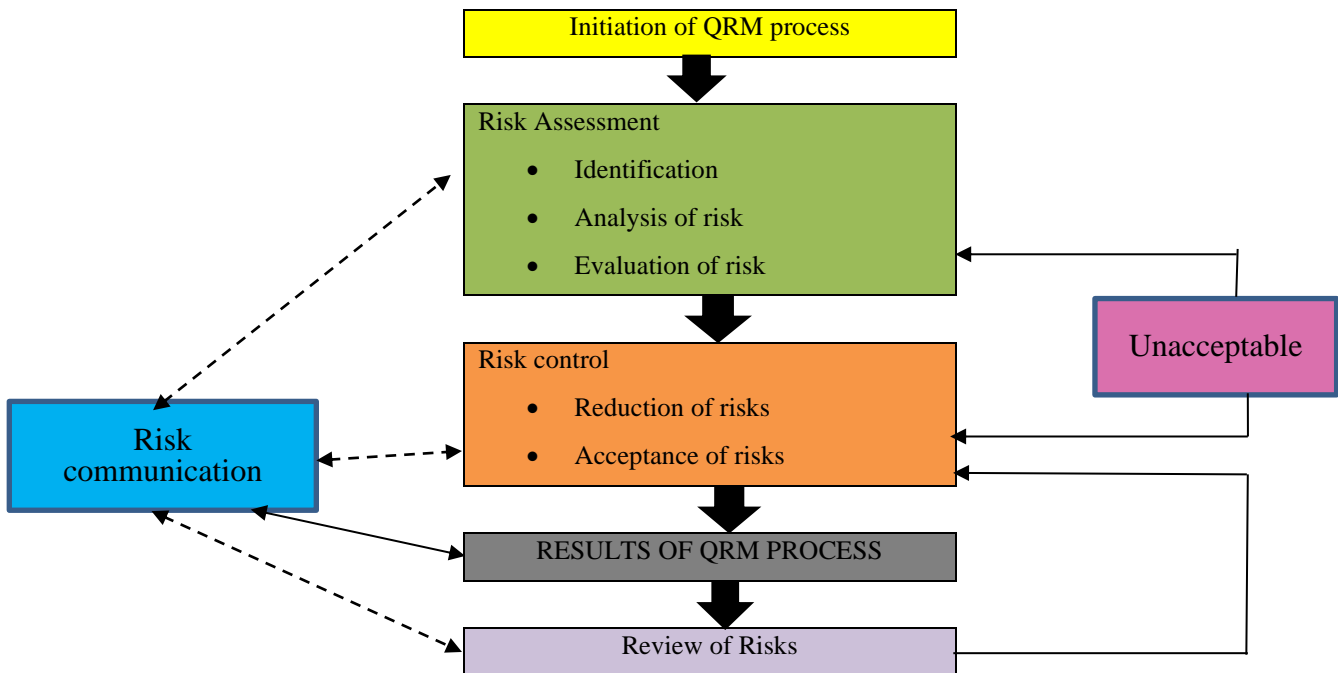 Initiation of QRM process
Risk Assessment
• Identification
• Analysis of risk
• Evaluation of risk
Unacceptable
Risk control
• Reduction of risks
• Acceptance of risks
Risk
communication
RESULTS OF QRM PROCESS
Review of Risks